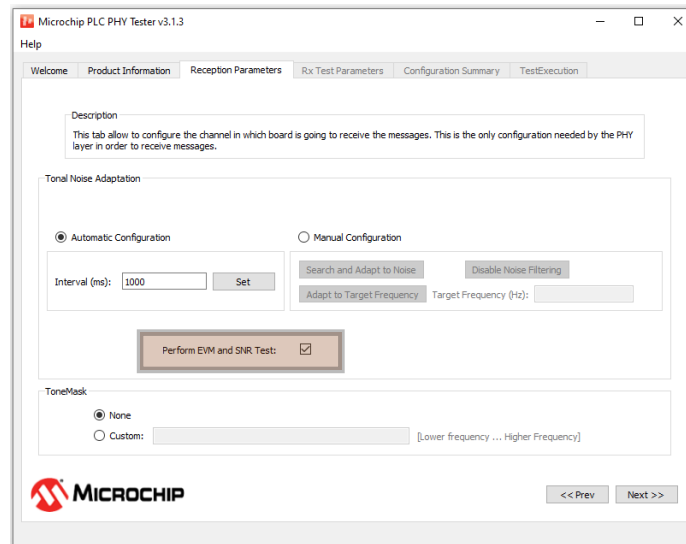 Microchip PLC PHY Tester v3.1.3
Help
Welcome
Product Information
Reception Parameters
Rx Test Parameters
Configuration Summary
TestExecution
Description
This tab allow to configure the channel in which board is going to receive the messages. This is the only configuration needed by the PHY
layer in order to receive messages.
Tonal Noise Adaptation
Automatic Configuration
Manual Configuration
Interval (ms): 1000 Set
Search and Adapt to Noise
Disable Noise Filtering
Adapt to Target Frequency
Target Frequency (Hz):
Perform EVM and SNR Test:
ToneMask
None
Custom:
[Lower frequency ... Higher Frequency]
MICROCHIP
<< Prev
Next >>